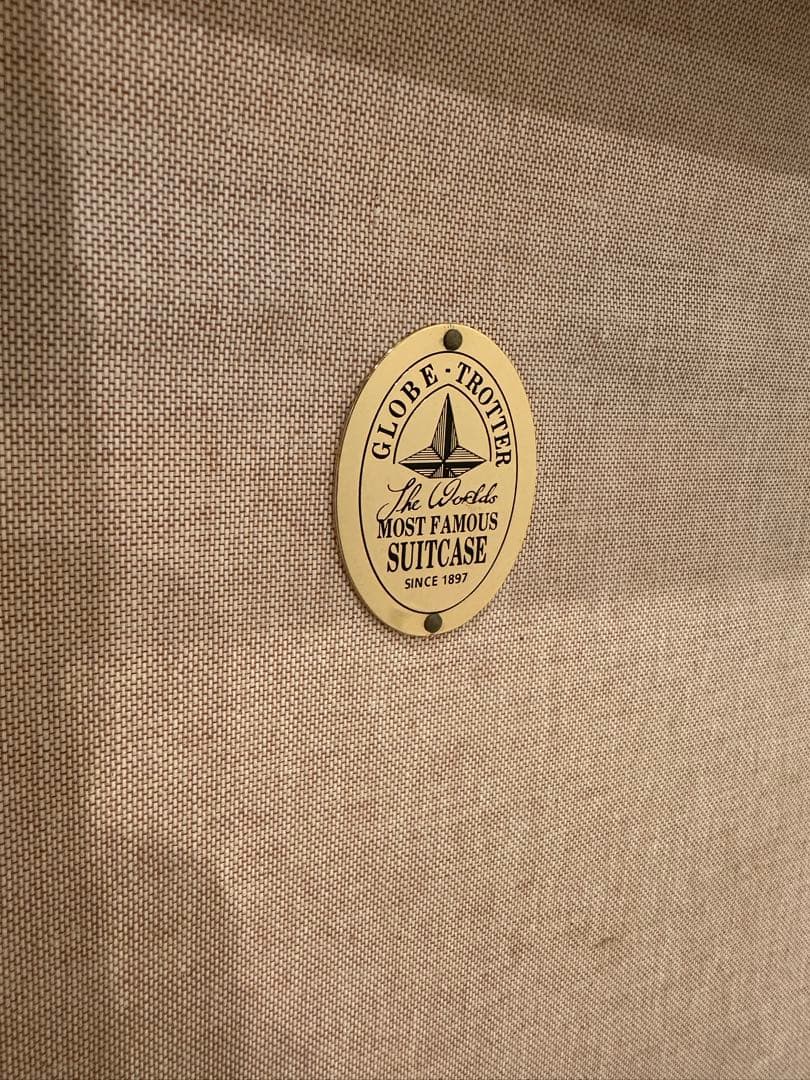 GLOBE-TROTTER
The Worlds
MOST FAMOUS
SUITCASE
SINCE 1897